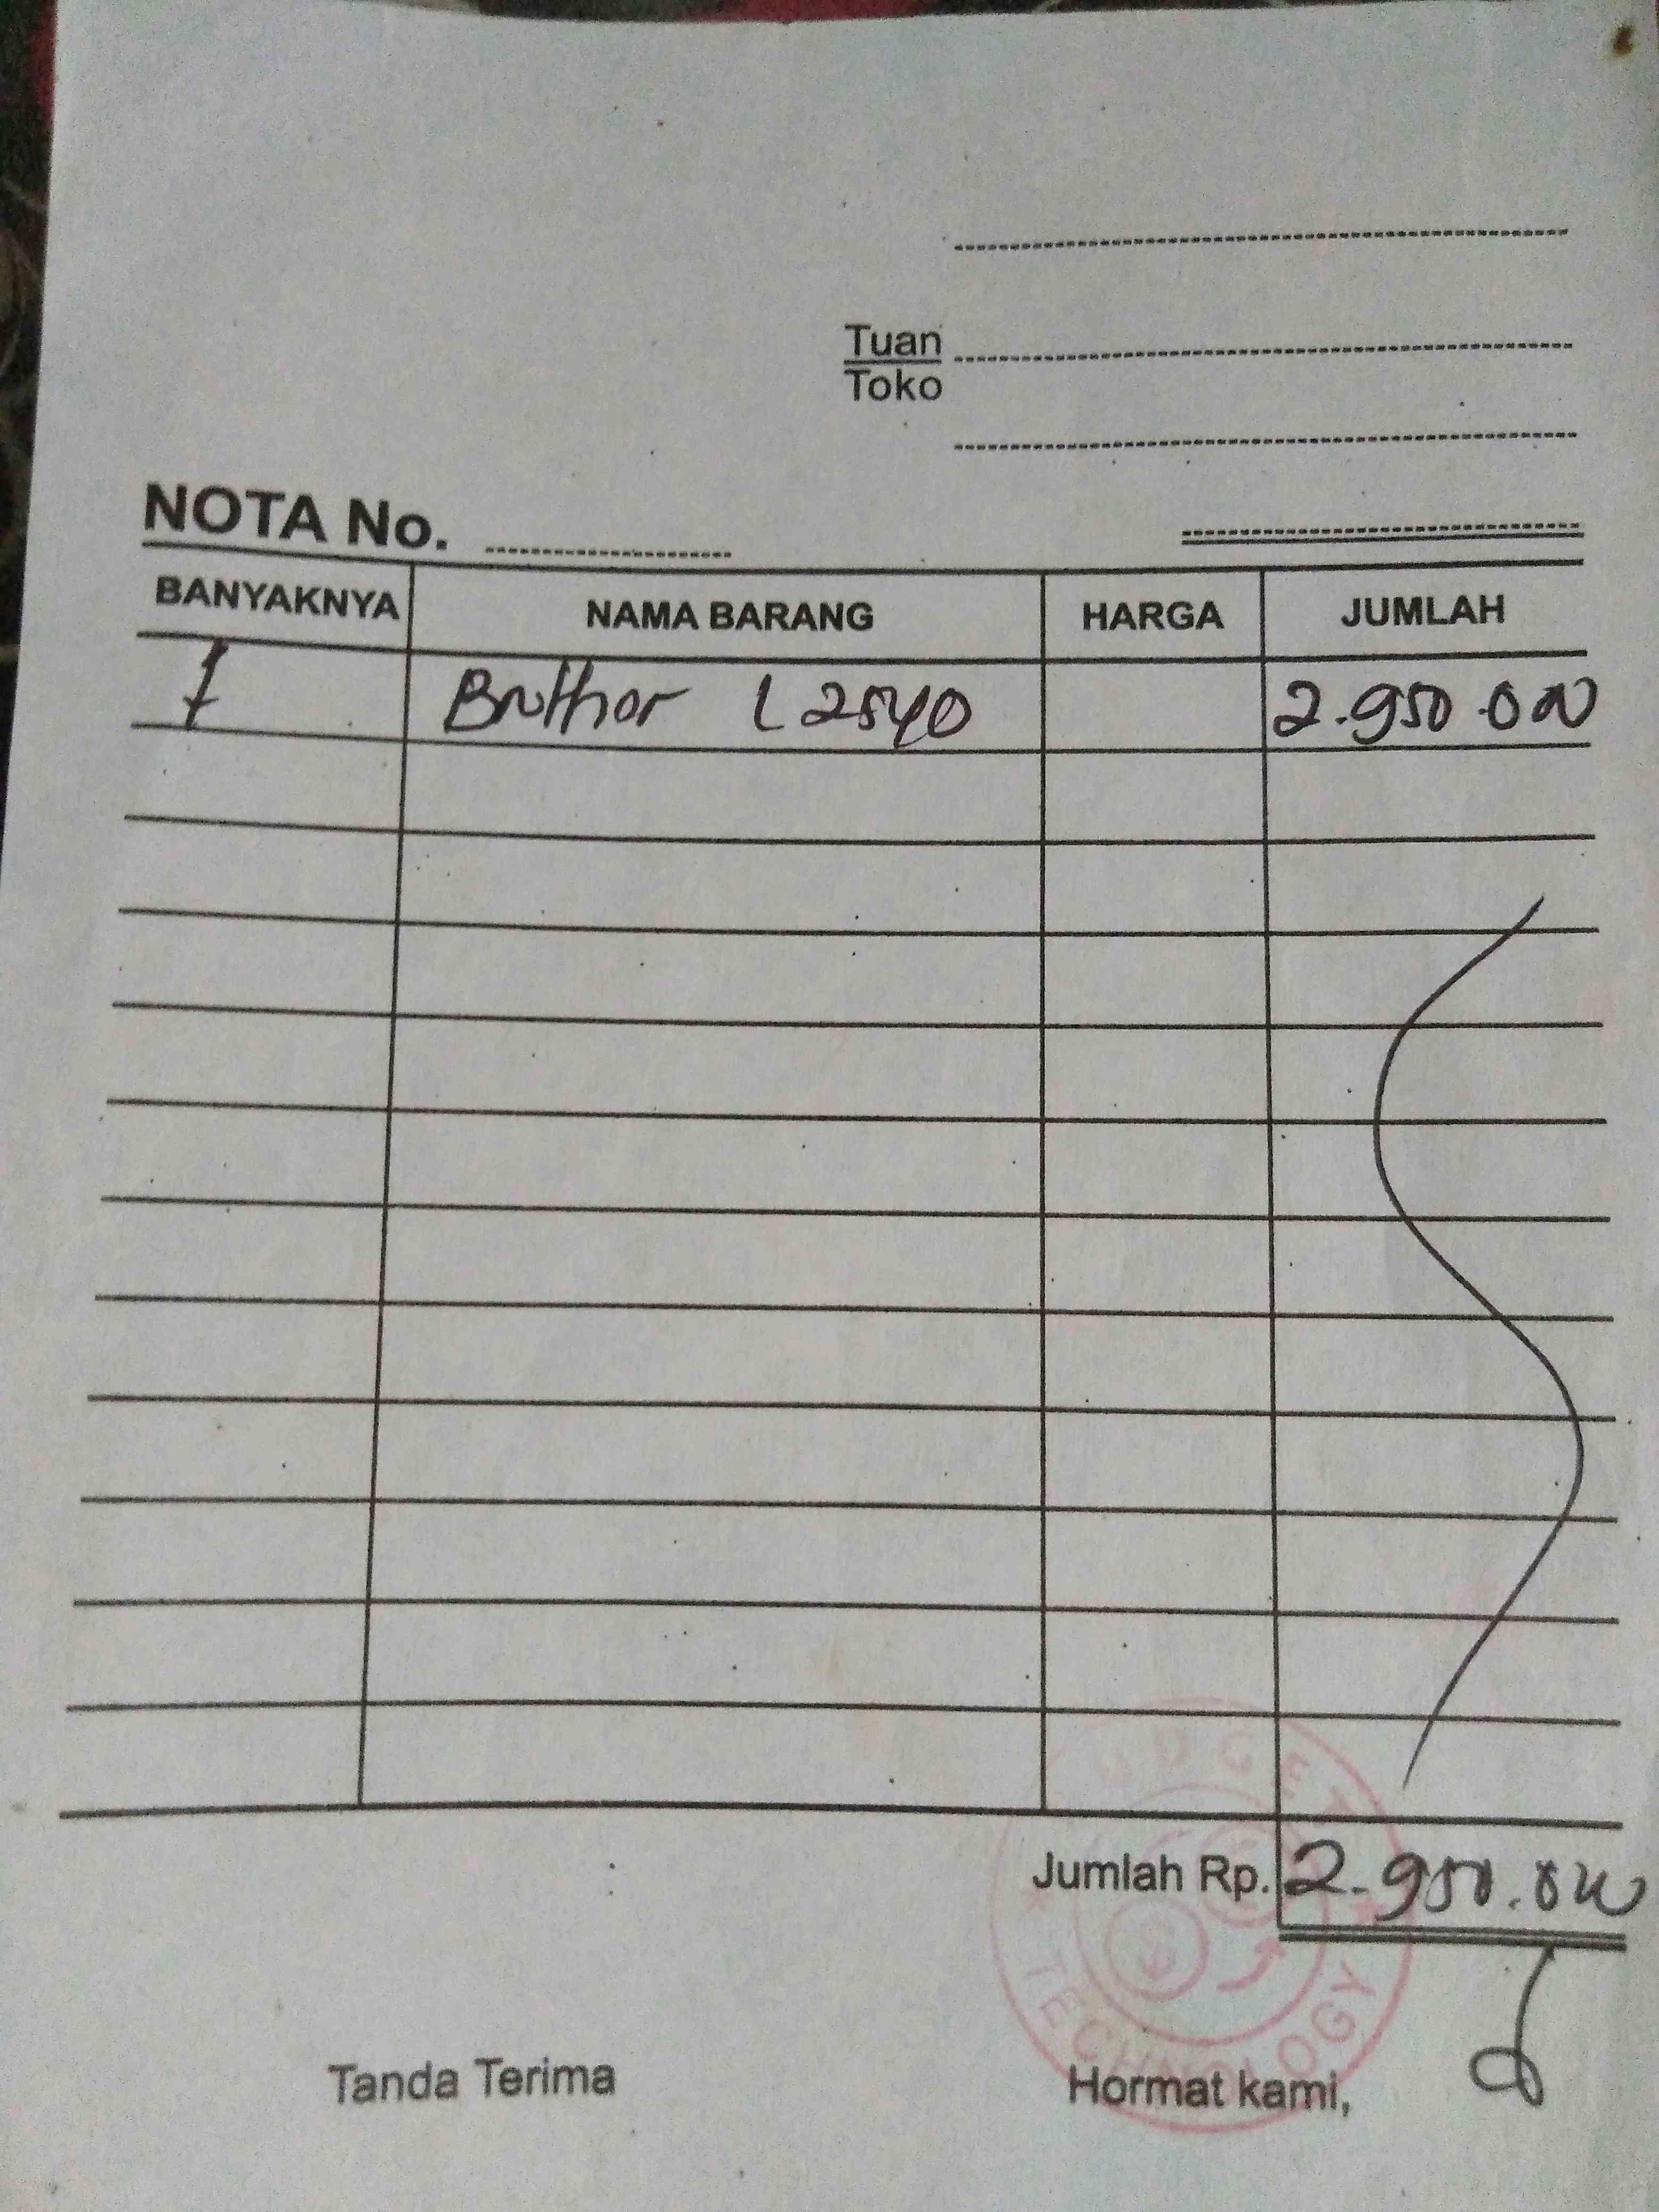 Tuan
Toko
NOTA No.
BANYAKNYA NAMA BARANG HARGA JUMLAH
1 Brother L2540 2.950.000
Jumlah Rp. 2.950.000
TECHNOLOGY
Tanda Terima Hormat kami,